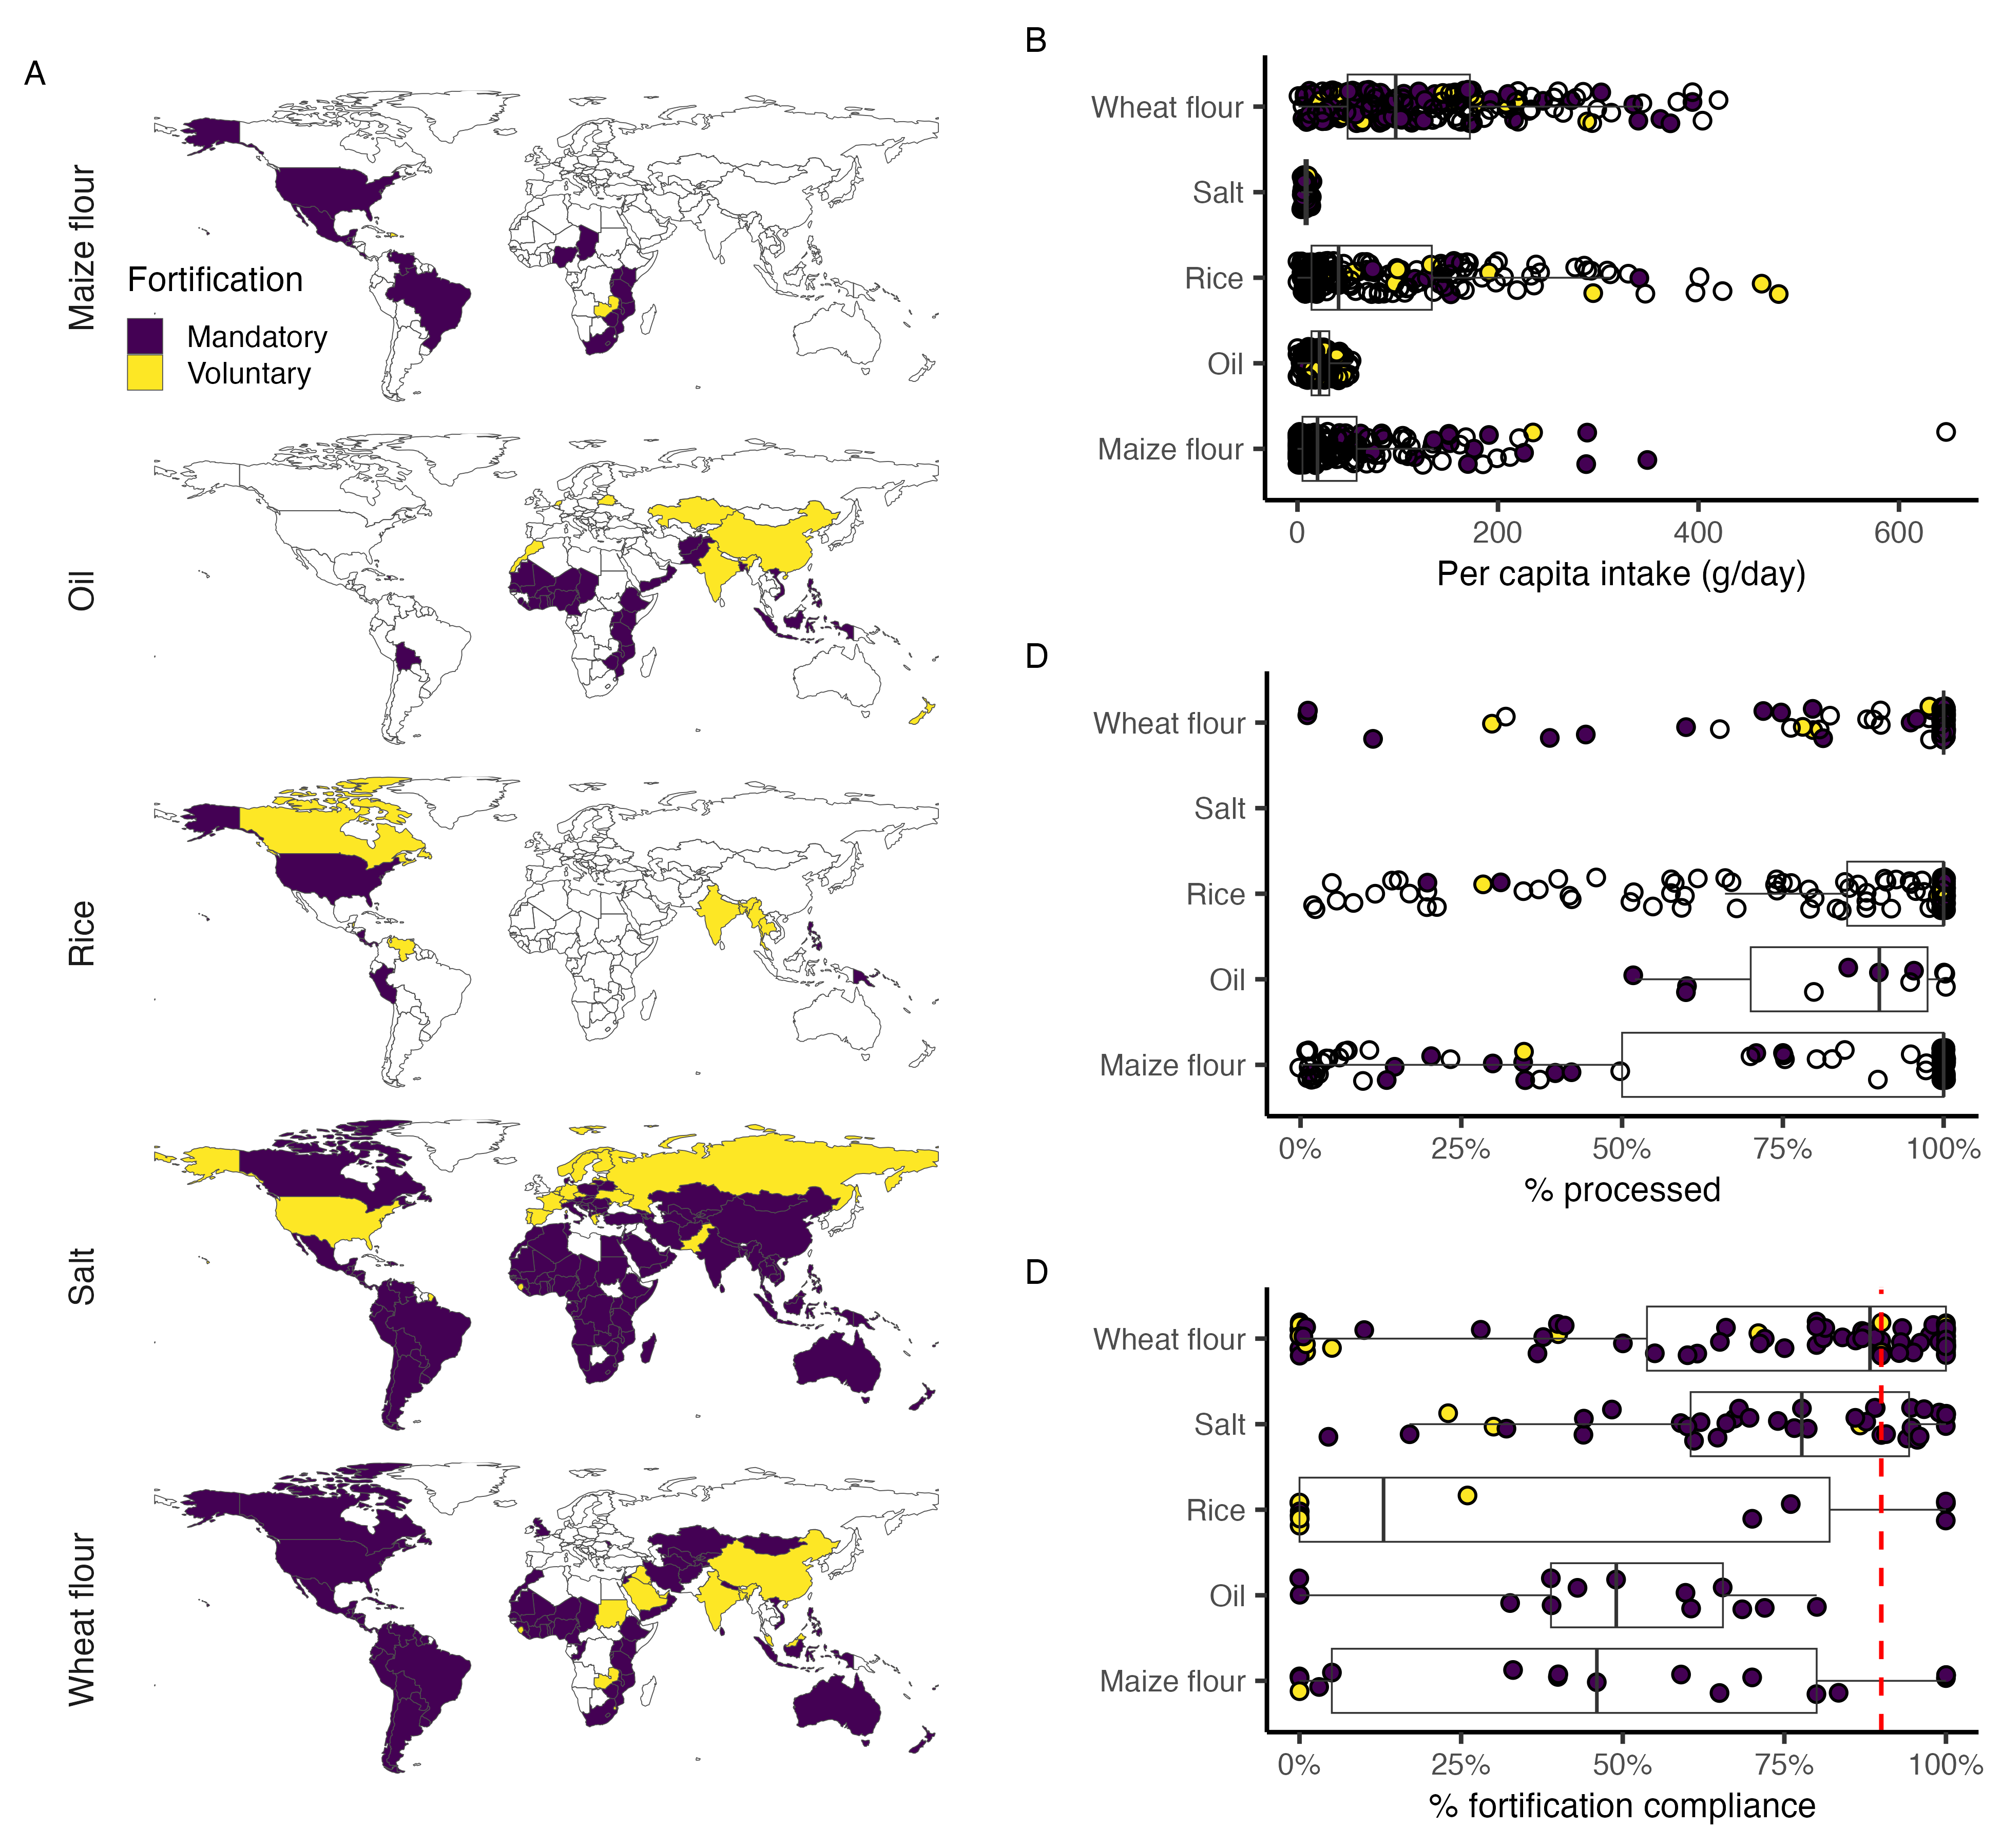 A
Maize flour
Fortification
Mandatory
Voluntary
Oil
Rice
Salt
Wheat flour
B
Wheat flour
Salt
Rice
Oil
Maize flour
0 200 400 600
Per capita intake (g/day)
D
Wheat flour
Salt
Rice
Oil
Maize flour
0% 25% 50% 75% 100%
% processed
D
Wheat flour
Salt
Rice
Oil
Maize flour
0% 25% 50% 75% 100%
% fortification compliance